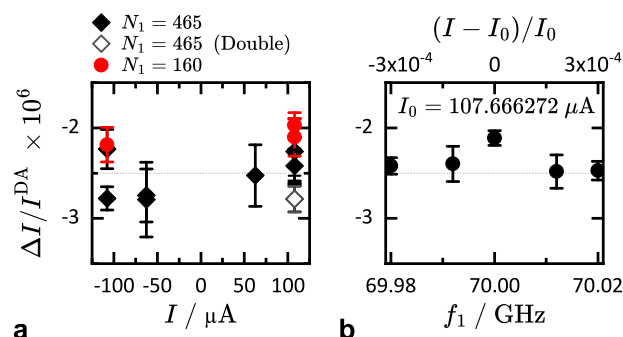 N₁ = 465
N₁ = 465 (Double)
N₁ = 160
(I − I₀)/I₀
-3x10⁻⁴ 0 3x10⁻⁴
I₀ = 107.666272 μA
ΔI/I^DA × 10⁶
-2
-3
-2
-3
-100 -50 0 50 100
I / μA
69.98 70.00 70.02
f₁ / GHz
a
b